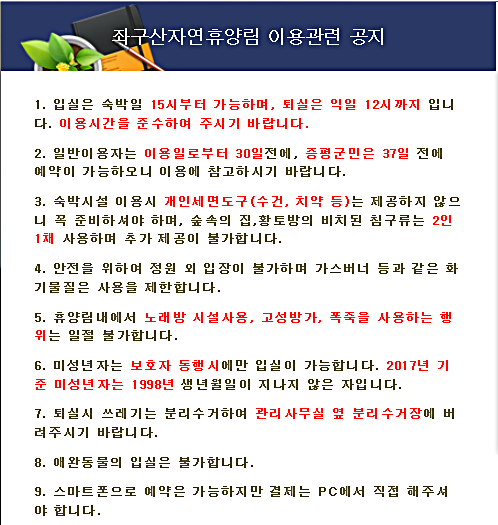 좌구산자연휴양림 이용관련 공지
1. 입실은 숙박일 15시부터 가능하며, 퇴실은 익일 12시까지 입니
다. 이용시간을 준수하여 주시기 바랍니다.
2. 일반이용자는 이용일로부터 30일전에, 증평군민은 37일 전에
예약이 가능하오니 이용에 참고하시기 바랍니다.
3. 숙박시설 이용시 개인세면도구(수건, 치약 등)는 제공하지 않으
니 꼭 준비하셔야 하며, 숲속의 집,황토방의 비치된 침구류는 2인
1채 사용하며 추가 제공이 불가합니다.
4. 안전을 위하여 정원 외 입장이 불가하며 가스버너 등과 같은 화
기물질은 사용을 제한합니다.
5. 휴양림내에서 노래방 시설사용, 고성방가, 폭죽을 사용하는 행
위는 일절 불가합니다.
6. 미성년자는 보호자 동행시에만 입실이 가능합니다. 2017년 기
준 미성년자는 1998년 생년월일이 지나지 않은 자입니다.
7. 퇴실시 쓰레기는 분리수거하여 관리사무실 옆 분리수거장에 버
려주시기 바랍니다.
8. 애완동물의 입실은 불가합니다.
9. 스마트폰으로 예약은 가능하지만 결제는 PC에서 직접 해주셔
야 합니다.